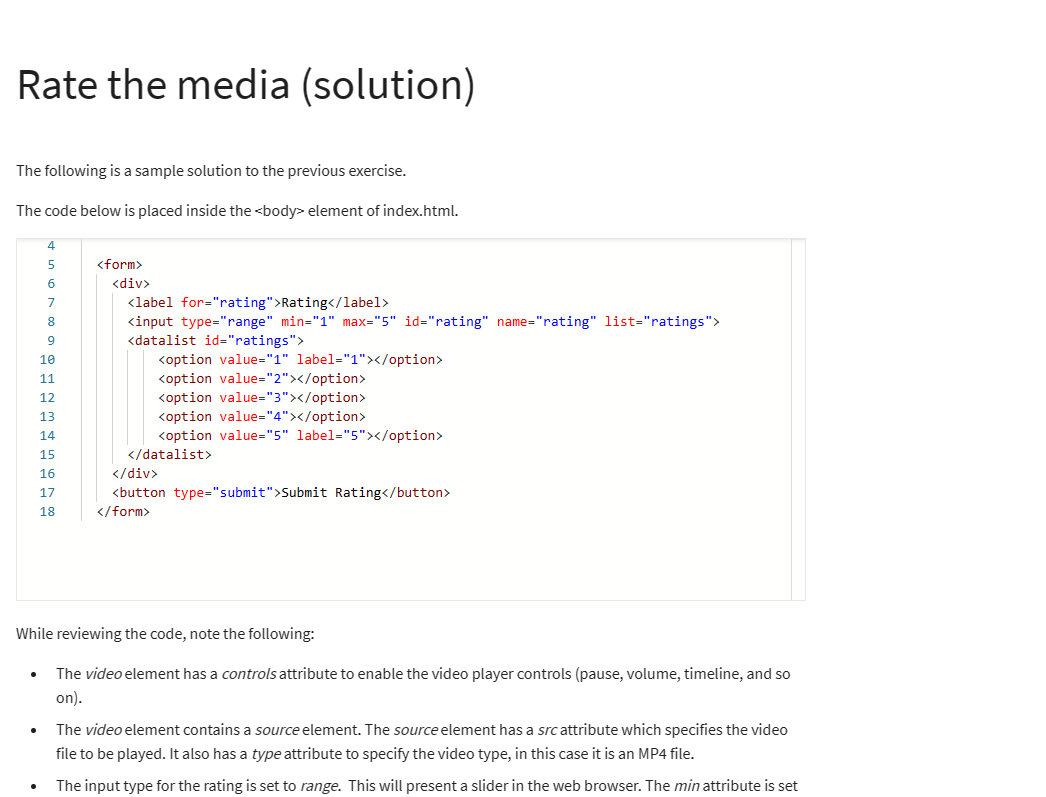 Rate the media (solution)
The following is a sample solution to the previous exercise.
The code below is placed inside the <body> element of index.html.
4
5 <form>
6 <div>
7 <label for="rating">Rating</label>
8 <input type="range" min="1" max="5" id="rating" name="rating" list="ratings">
9 <datalist id="ratings">
10 <option value="1" label="1"></option>
11 <option value="2"></option>
12 <option value="3"></option>
13 <option value="4"></option>
14 <option value="5" label="5"></option>
15 </datalist>
16 </div>
17 <button type="submit">Submit Rating</button>
18 </form>
While reviewing the code, note the following:
• The video element has a controls attribute to enable the video player controls (pause, volume, timeline, and so
on).
• The video element contains a source element. The source element has a src attribute which specifies the video
file to be played. It also has a type attribute to specify the video type, in this case it is an MP4 file.
• The input type for the rating is set to range. This will present a slider in the web browser. The min attribute is set